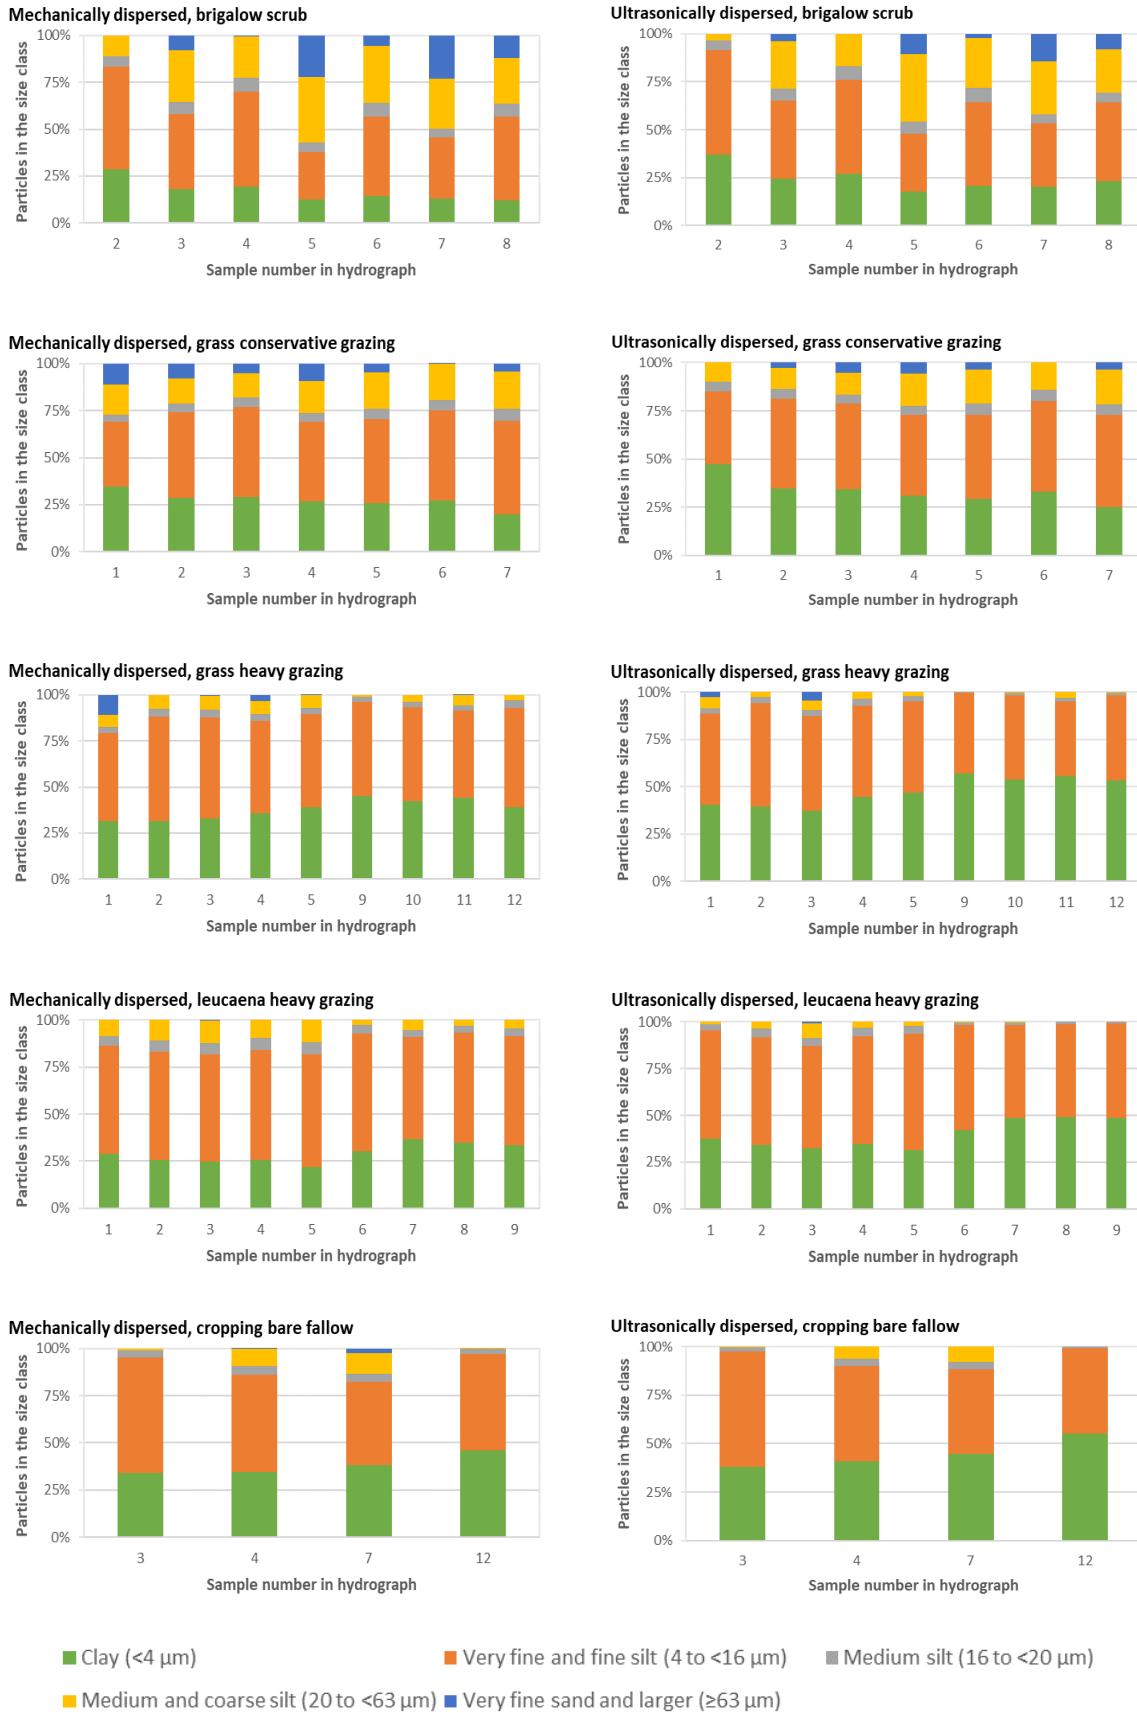 Mechanically dispersed, brigalow scrub
Particles in the size class
100%
75%
50%
25%
0%
2 3 4 5 6 7 8
Sample number in hydrograph
Ultrasonically dispersed, brigalow scrub
Particles in the size class
100%
75%
50%
25%
0%
2 3 4 5 6 7 8
Sample number in hydrograph
Mechanically dispersed, grass conservative grazing
Particles in the size class
100%
75%
50%
25%
0%
1 2 3 4 5 6 7
Sample number in hydrograph
Ultrasonically dispersed, grass conservative grazing
Particles in the size class
100%
75%
50%
25%
0%
1 2 3 4 5 6 7
Sample number in hydrograph
Mechanically dispersed, grass heavy grazing
Particles in the size class
100%
75%
50%
25%
0%
1 2 3 4 5 9 10 11 12
Sample number in hydrograph
Ultrasonically dispersed, grass heavy grazing
Particles in the size class
100%
75%
50%
25%
0%
1 2 3 4 5 9 10 11 12
Sample number in hydrograph
Mechanically dispersed, leucaena heavy grazing
Particles in the size class
100%
75%
50%
25%
0%
1 2 3 4 5 6 7 8 9
Sample number in hydrograph
Ultrasonically dispersed, leucaena heavy grazing
Particles in the size class
100%
75%
50%
25%
0%
1 2 3 4 5 6 7 8 9
Sample number in hydrograph
Mechanically dispersed, cropping bare fallow
Particles in the size class
100%
75%
50%
25%
0%
3 4 7 12
Sample number in hydrograph
Ultrasonically dispersed, cropping bare fallow
Particles in the size class
100%
75%
50%
25%
0%
3 4 7 12
Sample number in hydrograph
Clay (<4 µm) Very fine and fine silt (4 to <16 µm) Medium silt (16 to <20 µm)
Medium and coarse silt (20 to <63 µm) Very fine sand and larger (≥63 µm)